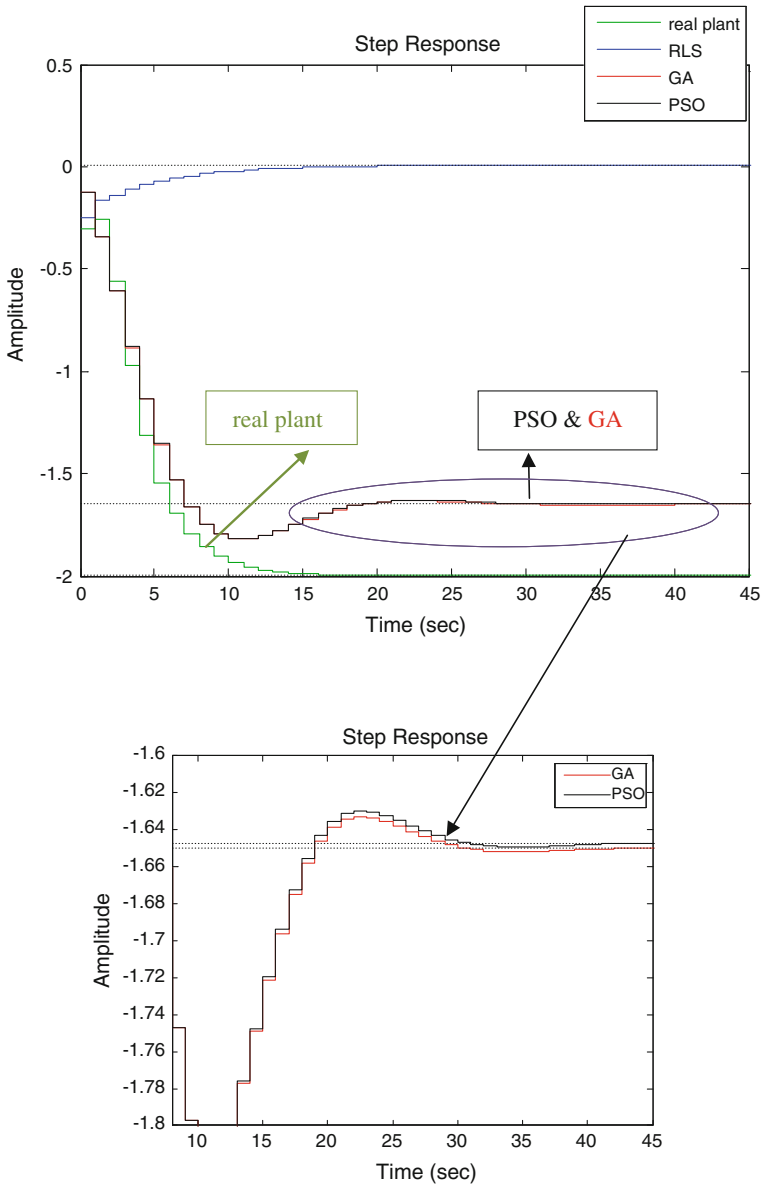 Step Response
real plant
RLS
GA
PSO
0.5
0
-0.5
-1
-1.5
-2
Amplitude
real plant
PSO & GA
0 5 10 15 20 25 30 35 40 45
Time (sec)
Step Response
GA
PSO
-1.6
-1.62
-1.64
-1.66
-1.68
-1.7
-1.72
-1.74
-1.76
-1.78
-1.8
Amplitude
10 15 20 25 30 35 40 45
Time (sec)